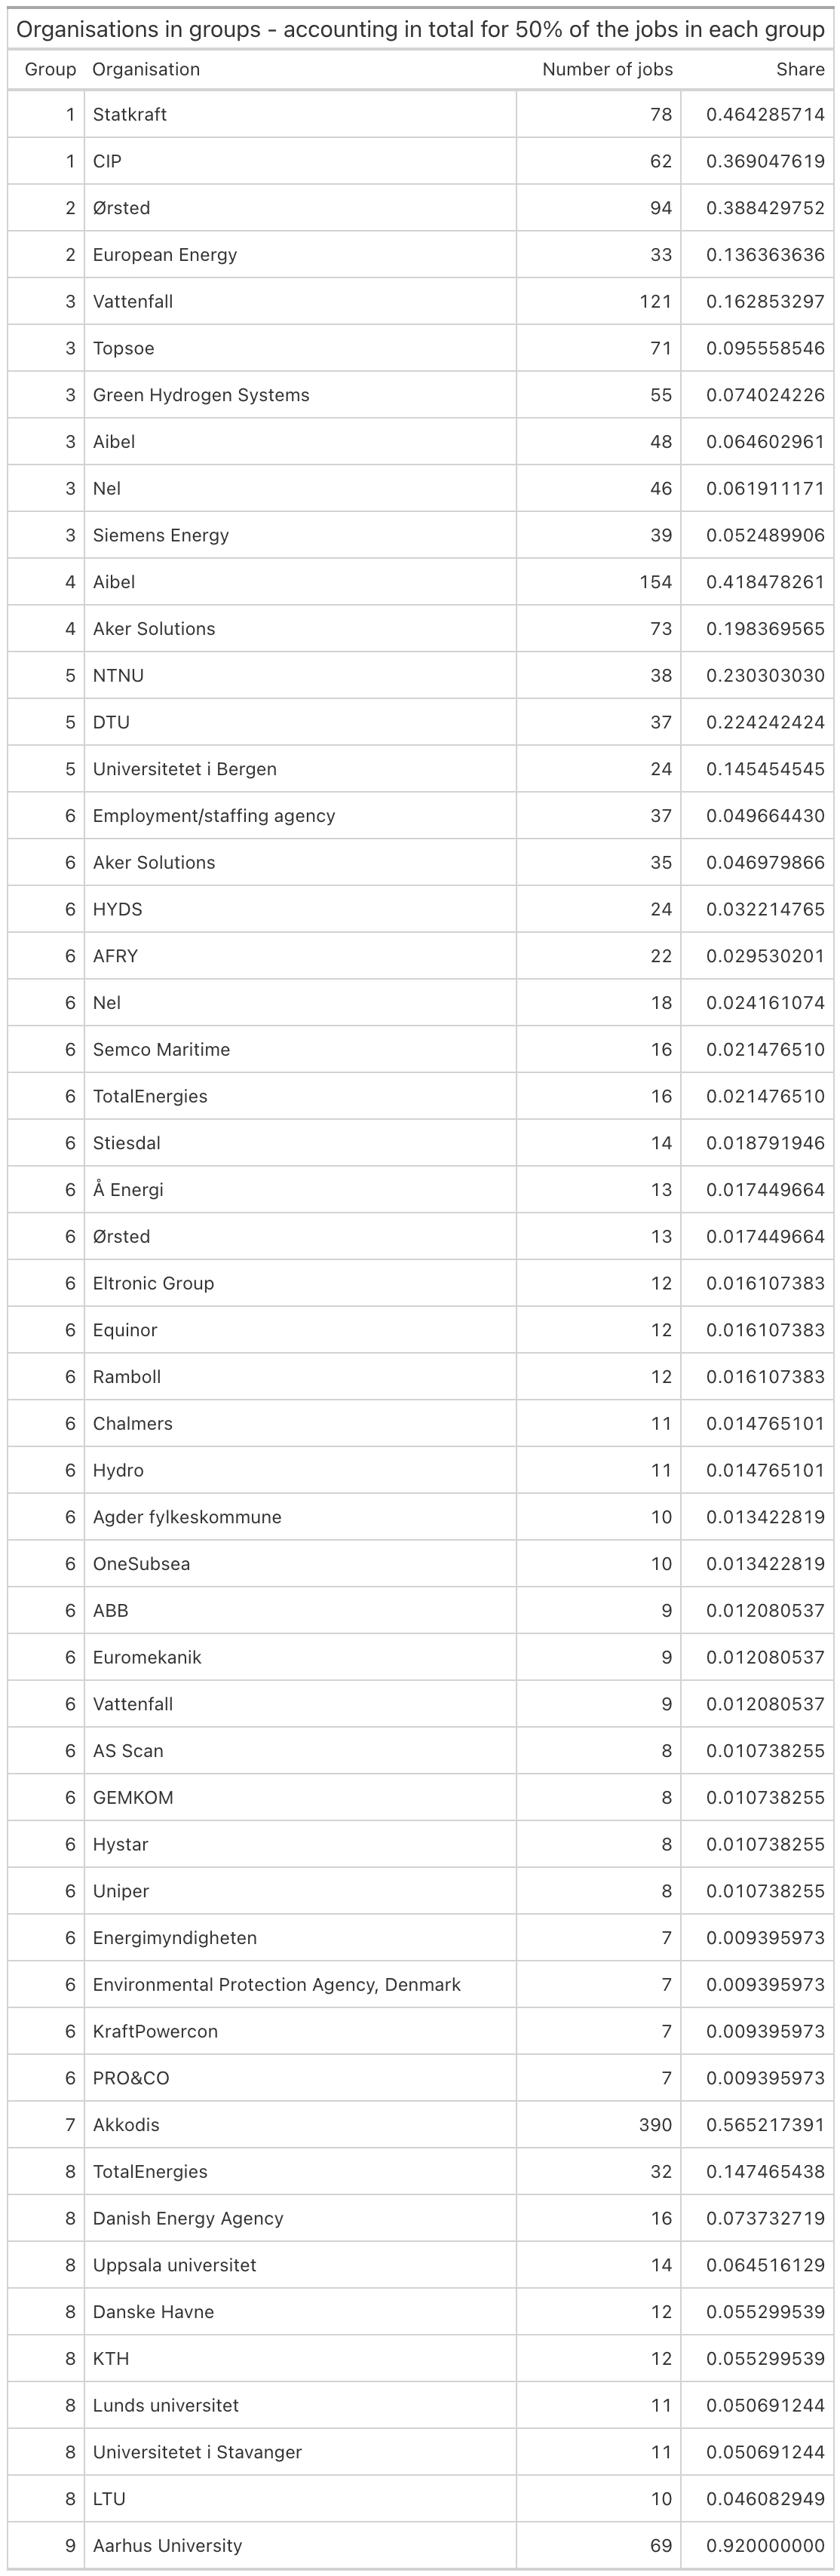 Organisations in groups - accounting in total for 50% of the jobs in each group
Group Organisation Number of jobs Share
1 Statkraft 78 0.464285714
1 CIP 62 0.369047619
2 Ørsted 94 0.388429752
2 European Energy 33 0.136363636
3 Vattenfall 121 0.162853297
3 Topsoe 71 0.095558546
3 Green Hydrogen Systems 55 0.074024226
3 Aibel 48 0.064602961
3 Nel 46 0.061911171
3 Siemens Energy 39 0.052489906
4 Aibel 154 0.418478261
4 Aker Solutions 73 0.198369565
5 NTNU 38 0.230303030
5 DTU 37 0.224242424
5 Universitetet i Bergen 24 0.145454545
6 Employment/staffing agency 37 0.049664430
6 Aker Solutions 35 0.046979866
6 HYDS 24 0.032214765
6 AFRY 22 0.029530201
6 Nel 18 0.024161074
6 Semco Maritime 16 0.021476510
6 TotalEnergies 16 0.021476510
6 Stiesdal 14 0.018791946
6 Å Energi 13 0.017449664
6 Ørsted 13 0.017449664
6 Eltronic Group 12 0.016107383
6 Equinor 12 0.016107383
6 Ramboll 12 0.016107383
6 Chalmers 11 0.014765101
6 Hydro 11 0.014765101
6 Agder fylkeskommune 10 0.013422819
6 OneSubsea 10 0.013422819
6 ABB 9 0.012080537
6 Euromekanik 9 0.012080537
6 Vattenfall 9 0.012080537
6 AS Scan 8 0.010738255
6 GEMKOM 8 0.010738255
6 Hystar 8 0.010738255
6 Uniper 8 0.010738255
6 Energimyndigheten 7 0.009395973
6 Environmental Protection Agency, Denmark 7 0.009395973
6 KraftPowercon 7 0.009395973
6 PRO&CO 7 0.009395973
7 Akkodis 390 0.565217391
8 TotalEnergies 32 0.147465438
8 Danish Energy Agency 16 0.073732719
8 Uppsala universitet 14 0.064516129
8 Danske Havne 12 0.055299539
8 KTH 12 0.055299539
8 Lunds universitet 11 0.050691244
8 Universitetet i Stavanger 11 0.050691244
8 LTU 10 0.046082949
9 Aarhus University 69 0.920000000